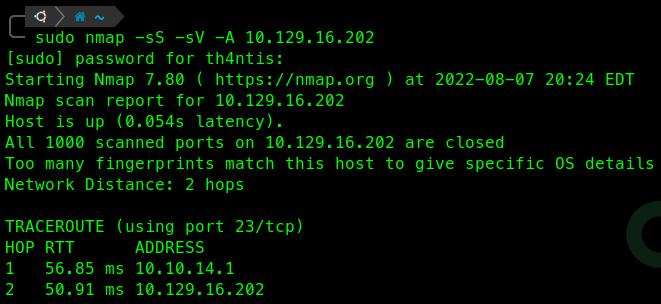 ~
sudo nmap -sS -sV -A 10.129.16.202
[sudo] password for th4ntis:
Starting Nmap 7.80 ( https://nmap.org ) at 2022-08-07 20:24 EDT
Nmap scan report for 10.129.16.202
Host is up (0.054s latency).
All 1000 scanned ports on 10.129.16.202 are closed
Too many fingerprints match this host to give specific OS details
Network Distance: 2 hops

TRACEROUTE (using port 23/tcp)
HOP RTT      ADDRESS
1   56.85 ms 10.10.14.1
2   50.91 ms 10.129.16.202